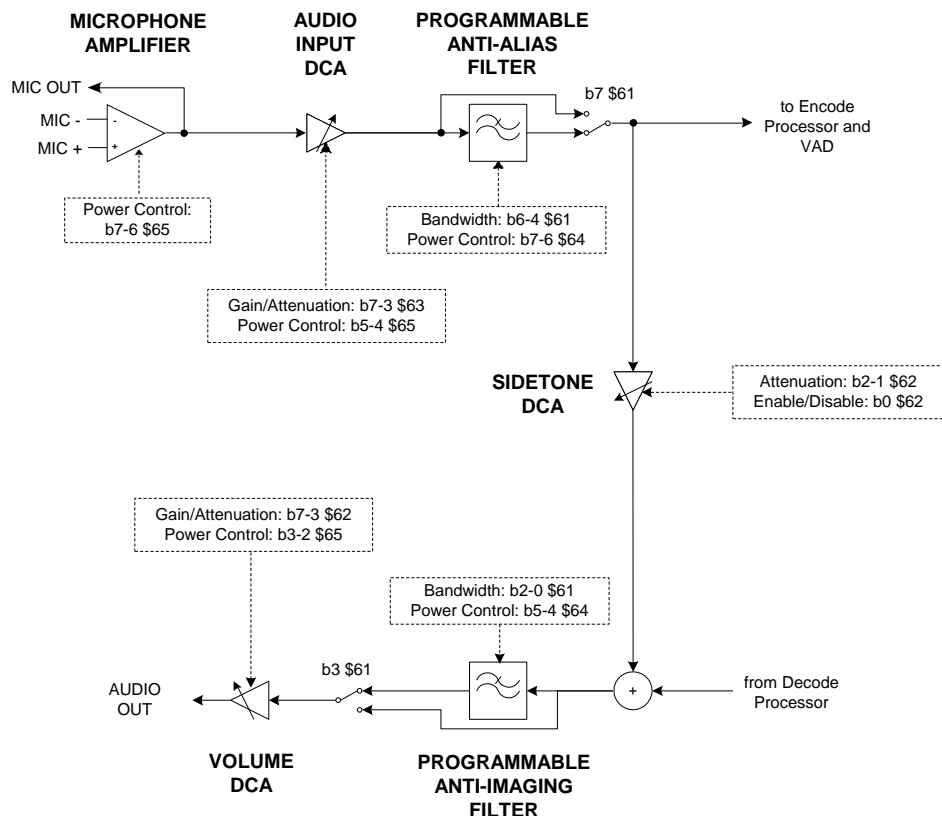 MICROPHONE
AMPLIFIER
AUDIO
INPUT
DCA
PROGRAMMABLE
ANTI-ALIAS
FILTER
MIC OUT
MIC -
MIC +
-
+
b7 $61
to Encode
Processor and
VAD
Power Control:
b7-6 $65
Bandwidth: b6-4 $61
Power Control: b7-6 $64
Gain/Attenuation: b7-3 $63
Power Control: b5-4 $65
SIDETONE
DCA
Attenuation: b2-1 $62
Enable/Disable: b0 $62
Gain/Attenuation: b7-3 $62
Power Control: b3-2 $65
Bandwidth: b2-0 $61
Power Control: b5-4 $64
b3 $61
AUDIO
OUT
+
from Decode
Processor
VOLUME
DCA
PROGRAMMABLE
ANTI-IMAGING
FILTER